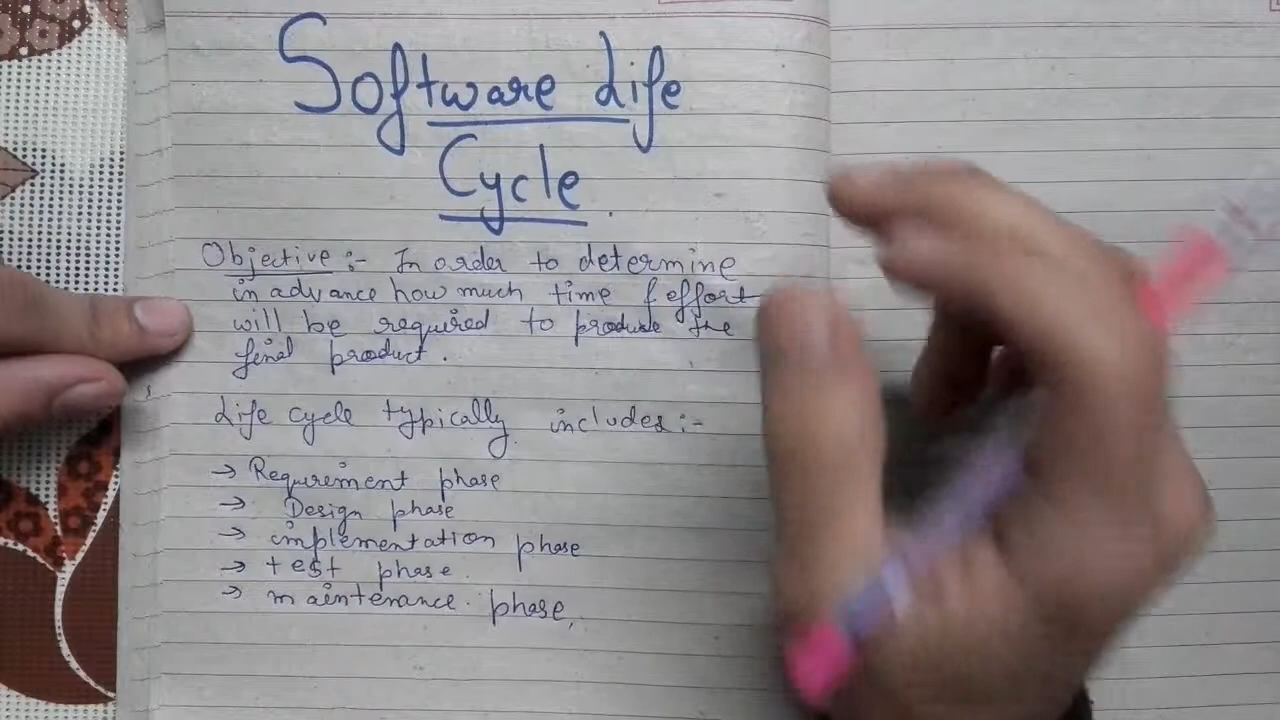 Software Life
Cycle
Objective :- In order to determine
in advance how much time & effort
will be required to produce the
final product.
Life cycle typically includes :-
→ Requirement phase
→ Design phase
→ implementation phase
→ test phase.
→ maintenance. phase,